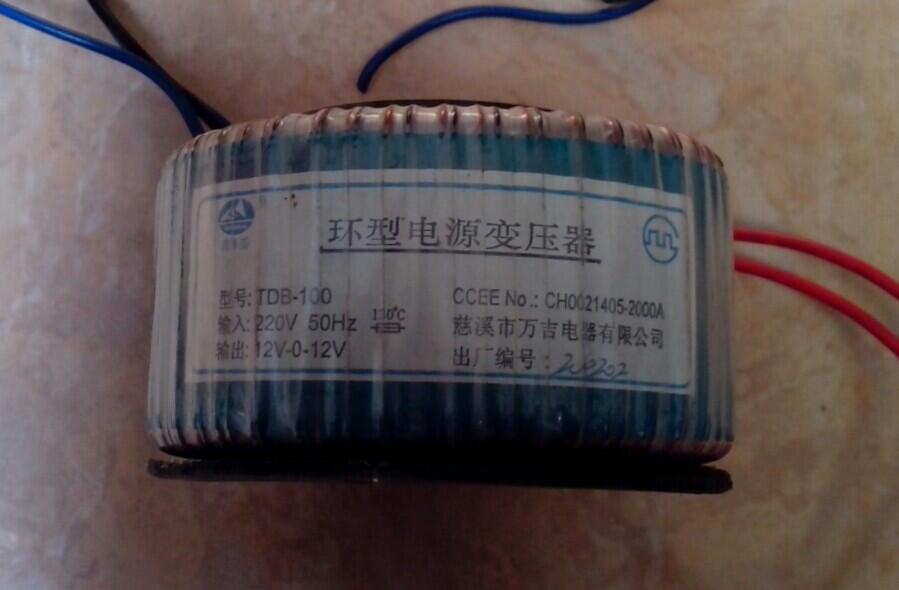 环型电源变压器
型号: TDB-100
输入: 220V 50Hz
130°C
输出: 12V-0-12V
CCEE No.: CH0021405-2000A
慈溪市万吉电器有限公司
出厂编号: 200202